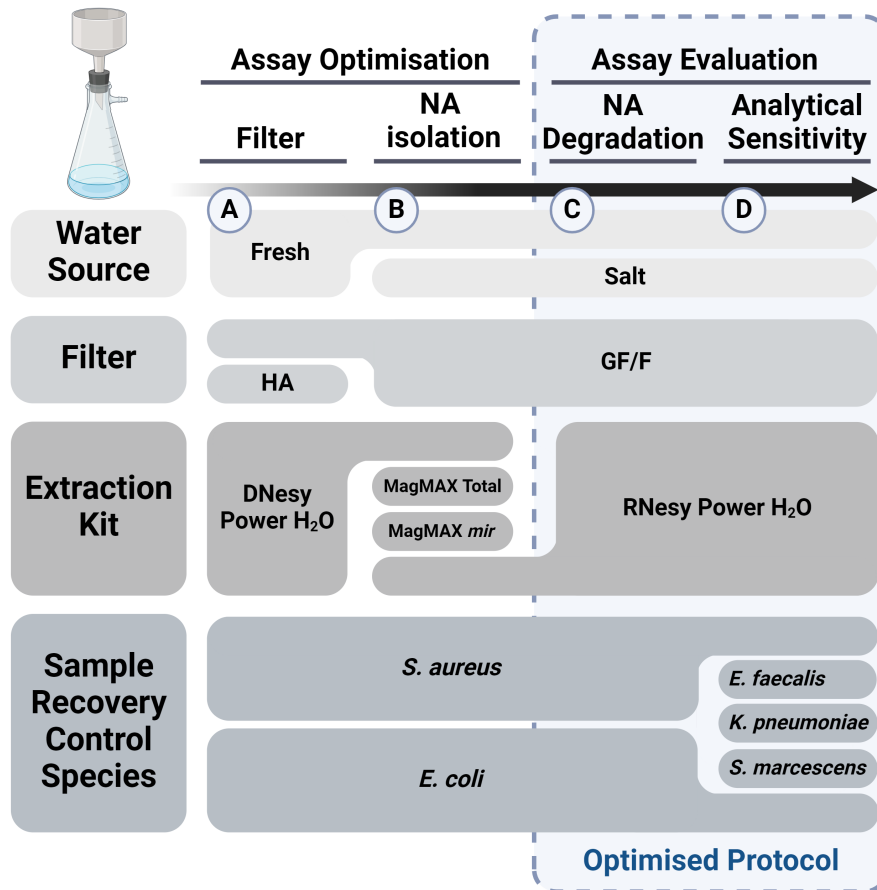 Assay Optimisation
Assay Evaluation
Filter
NA
isolation
NA
Degradation
Analytical
Sensitivity
A
B
C
D
Water
Source
Fresh
Salt
Filter
HA
GF/F
Extraction
Kit
DNesy
Power H₂O
MagMAX Total
MagMAX mir
RNesy Power H₂O
Sample
Recovery
Control
Species
S. aureus
E. faecalis
K. pneumoniae
S. marcescens
E. coli
Optimised Protocol